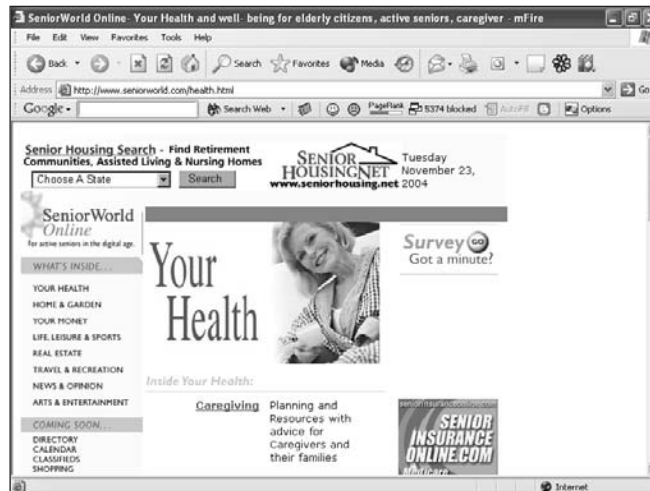 SeniorWorld Online- Your Health and well- being for elderly citizens, active seniors, caregiver - mFire
File Edit View Favorites Tools Help
Back Search Favorites Media
Address http://www.seniorworld.com/health.html Go
Google Search Web PageRank 5374 blocked AutoFill Options
Senior Housing Search - Find Retirement
Communities, Assisted Living & Nursing Homes
Choose A State Search
SENIOR
HOUSINGNET
www.seniorhousing.net
Tuesday
November 23,
2004
SeniorWorld
Online
For active seniors in the digital age.
WHAT'S INSIDE...
YOUR HEALTH
HOME & GARDEN
YOUR MONEY
LIFE, LEISURE & SPORTS
REAL ESTATE
TRAVEL & RECREATION
NEWS & OPINION
ARTS & ENTERTAINMENT
COMING SOON...
DIRECTORY
CALENDAR
CLASSIFIEDS
SHOPPING
Your
Health
Survey GO
Got a minute?
Inside Your Health:
Caregiving
Planning and
Resources with
advice for
Caregivers and
their families
seniorinsuranceonline.com
SENIOR
INSURANCE
ONLINE.COM
Medicare
Internet